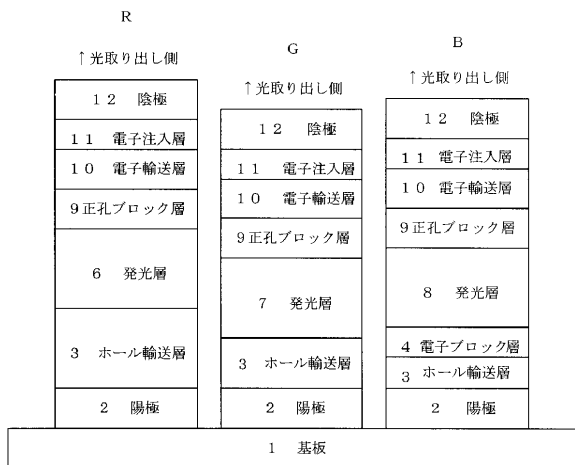 R
↑光取り出し側
12 陰極
11 電子注入層
10 電子輸送層
9正孔ブロック層
6 発光層
3 ホール輸送層
2 陽極
G
↑光取り出し側
12 陰極
11 電子注入層
10 電子輸送層
9正孔ブロック層
7 発光層
3 ホール輸送層
2 陽極
B
↑光取り出し側
12 陰極
11 電子注入層
10 電子輸送層
9正孔ブロック層
8 発光層
4 電子ブロック層
3 ホール輸送層
2 陽極
1 基板